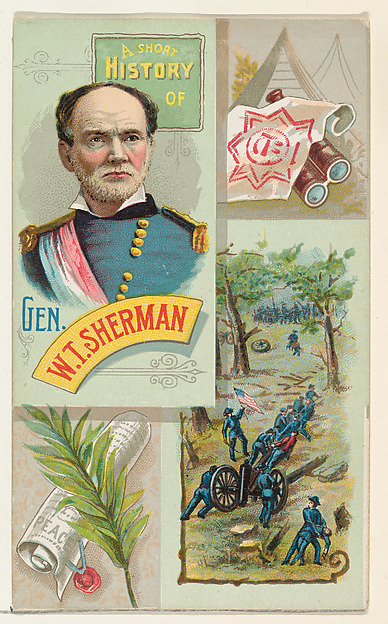 A SHORT
HISTORY
OF
GEN.
W.T. SHERMAN
PEACE